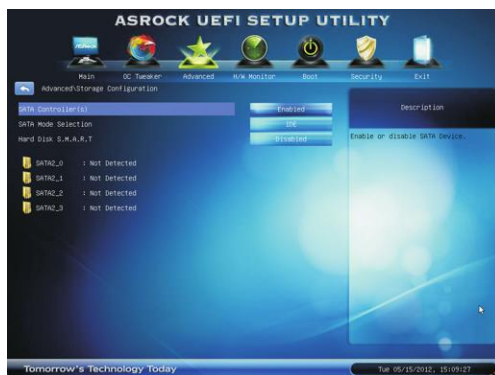 ASROCK UEFI SETUP UTILITY
Main OC Tweaker Advanced H/W Monitor Boot Security Exit
Advanced\Storage Configuration
SATA Controller(s) Enabled
SATA Mode Selection IDE
Hard Disk S.M.A.R.T Disabled
SATA2_0 : Not Detected
SATA2_1 : Not Detected
SATA2_2 : Not Detected
SATA2_3 : Not Detected
Description
Enable or disable SATA Device.
Tomorrow's Technology Today
Tue 05/15/2012, 15:09:27